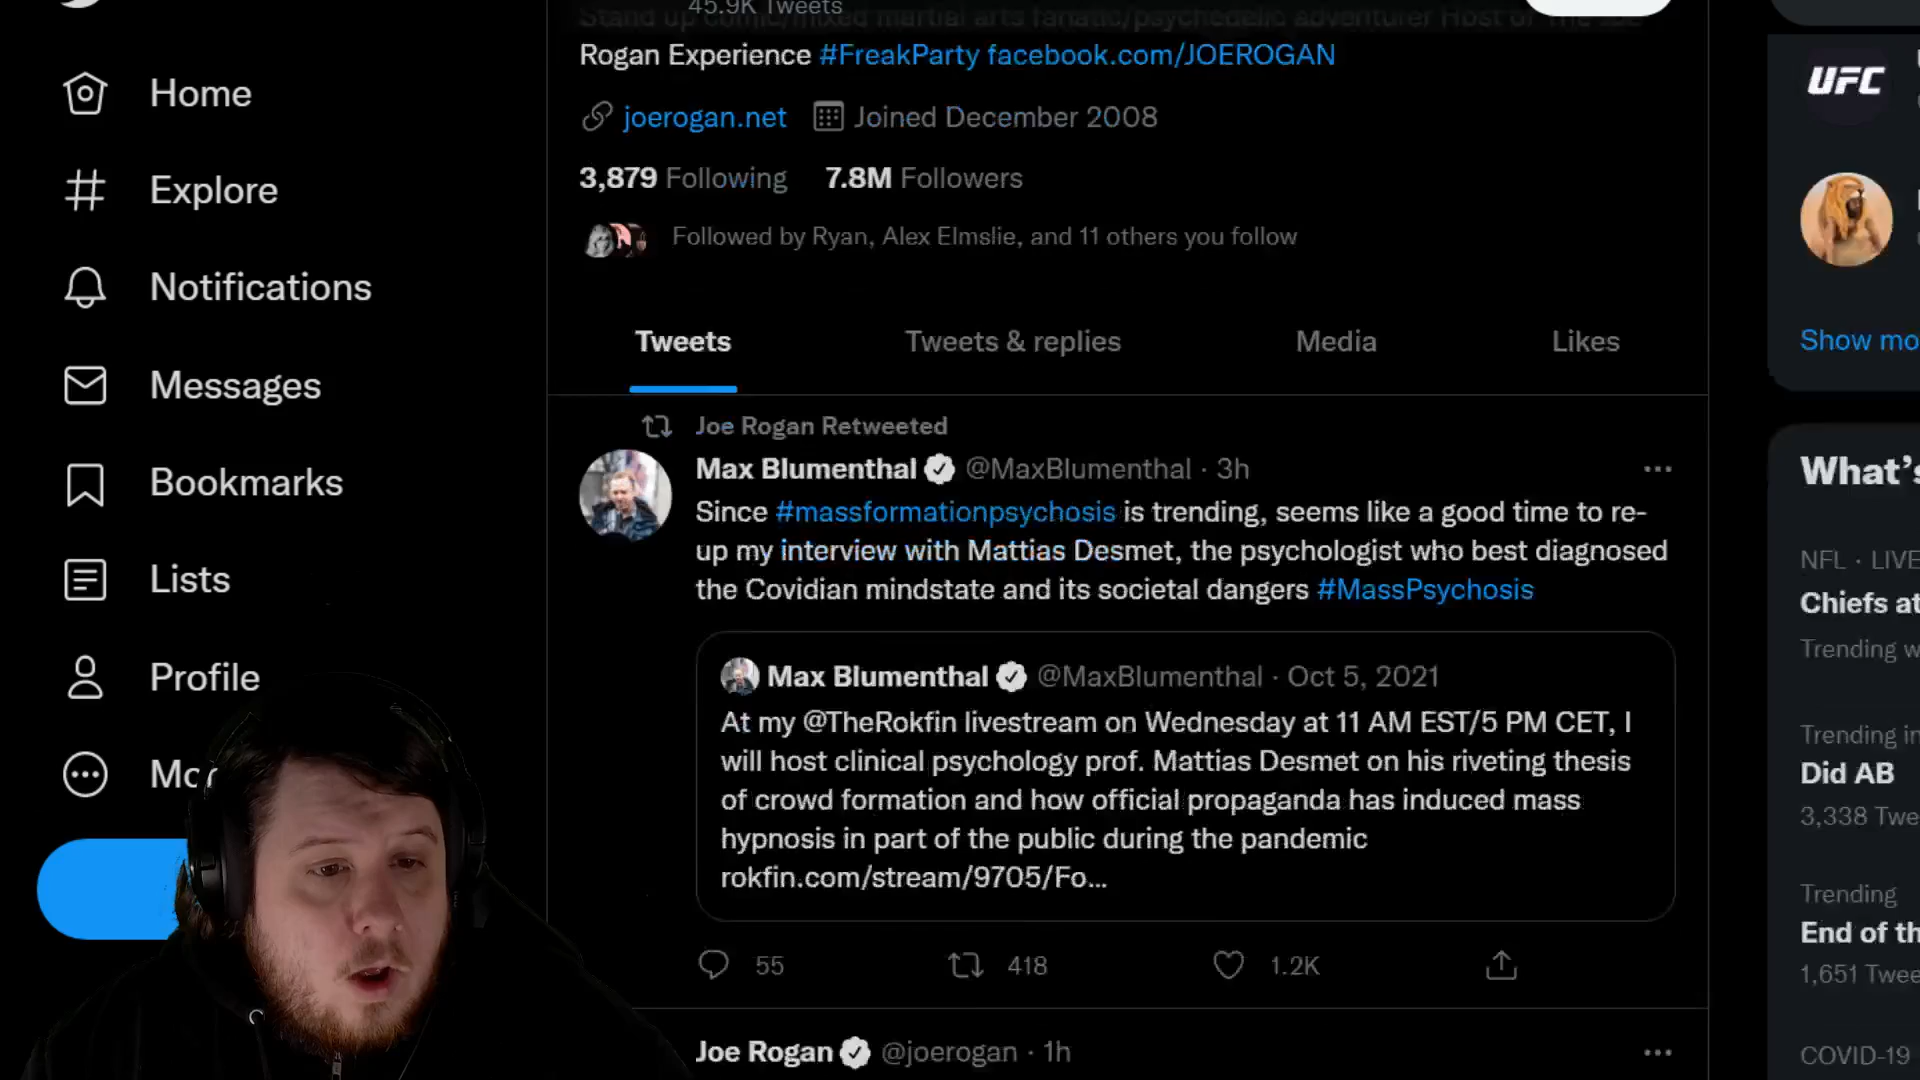 45.9K Tweets
Stand up comic/mixed martial arts fanatic/psychedelic adventurer Host of The Joe
Rogan Experience #FreakParty facebook.com/JOEROGAN
joerogan.net Joined December 2008
3,879 Following 7.8M Followers
Followed by Ryan, Alex Elmslie, and 11 others you follow
Tweets Tweets & replies Media Likes
Joe Rogan Retweeted
Max Blumenthal @MaxBlumenthal · 3h
Since #massformationpsychosis is trending, seems like a good time to re-
up my interview with Mattias Desmet, the psychologist who best diagnosed
the Covidian mindstate and its societal dangers #MassPsychosis
Max Blumenthal @MaxBlumenthal · Oct 5, 2021
At my @TheRokfin livestream on Wednesday at 11 AM EST/5 PM CET, I
will host clinical psychology prof. Mattias Desmet on his riveting thesis
of crowd formation and how official propaganda has induced mass
hypnosis in part of the public during the pandemic
rokfin.com/stream/9705/Fo...
55 418 1.2K
Joe Rogan @joerogan · 1h
Home
Explore
Notifications
Messages
Bookmarks
Lists
Profile
UFC
Show mo
What's
NFL · LIVE
Chiefs at
Trending w
Trending in
Did AB
3,338 Twee
Trending
End of th
1,651 Twee
COVID-19